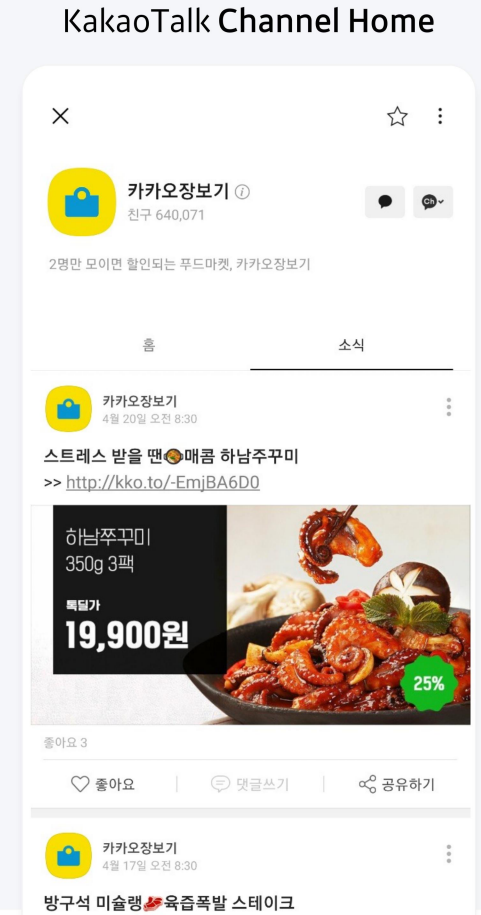 KakaoTalk Channel Home
카카오장보기
친구 640,071
Ch
2명만 모이면 할인되는 푸드마켓, 카카오장보기
홈 소식
카카오장보기
4월 20일 오전 8:30
스트레스 받을 땐🥘매콤 하남주꾸미
>> http://kko.to/-EmjBA6D0
하남쭈꾸미
350g 3팩
톡딜가
19,900원
25%
좋아요 3
좋아요 댓글쓰기 공유하기
카카오장보기
4월 17일 오전 8:30
방구석 미슐랭🥓육즙폭발 스테이크